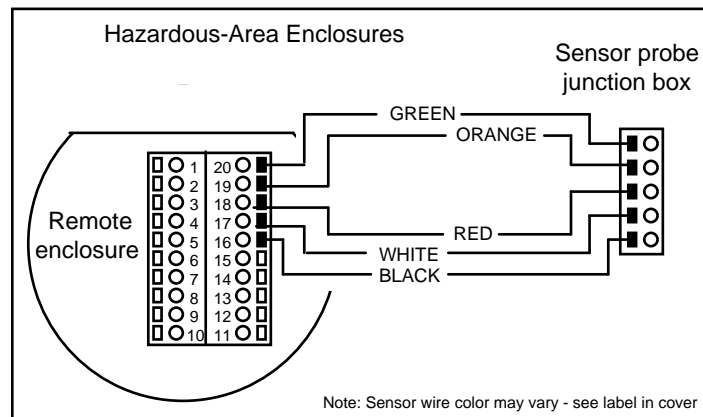 Hazardous-Area Enclosures
Sensor probe
junction box
GREEN
ORANGE
1 20
2 19
3 18
4 17
5 16
6 15
7 14
8 13
9 12
10 11
Remote
enclosure
RED
WHITE
BLACK
Note: Sensor wire color may vary - see label in cover